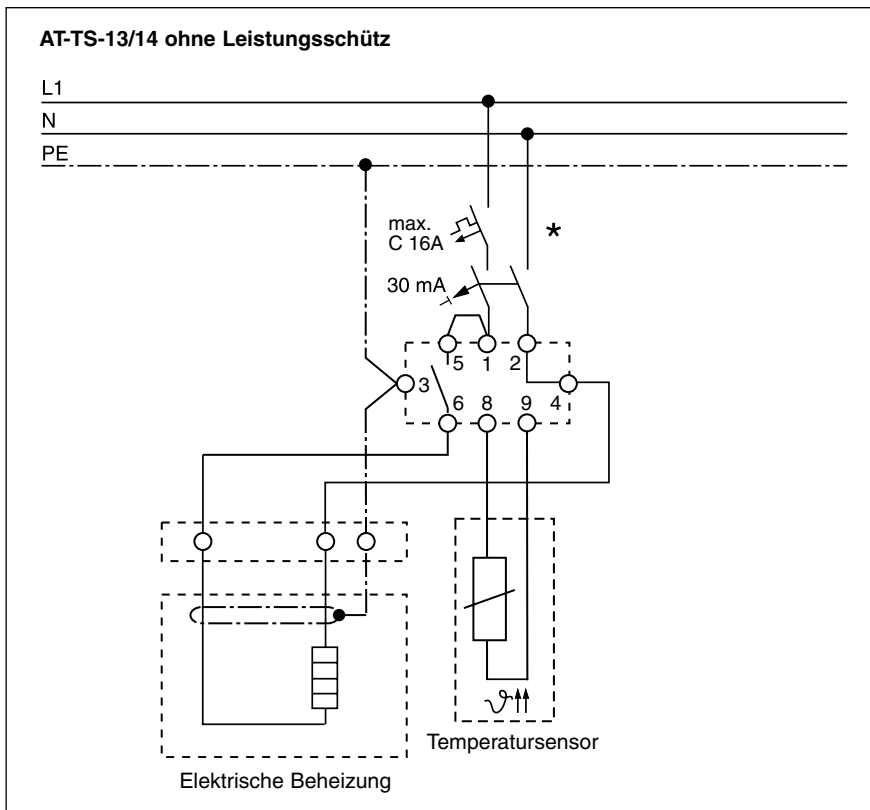 AT-TS-13/14 ohne Leistungsschütz
L1
N
PE
max.
C 16A
*
30 mA
5 1 2
3
6 8 9 4
ϑ
Temperatursensor
Elektrische Beheizung